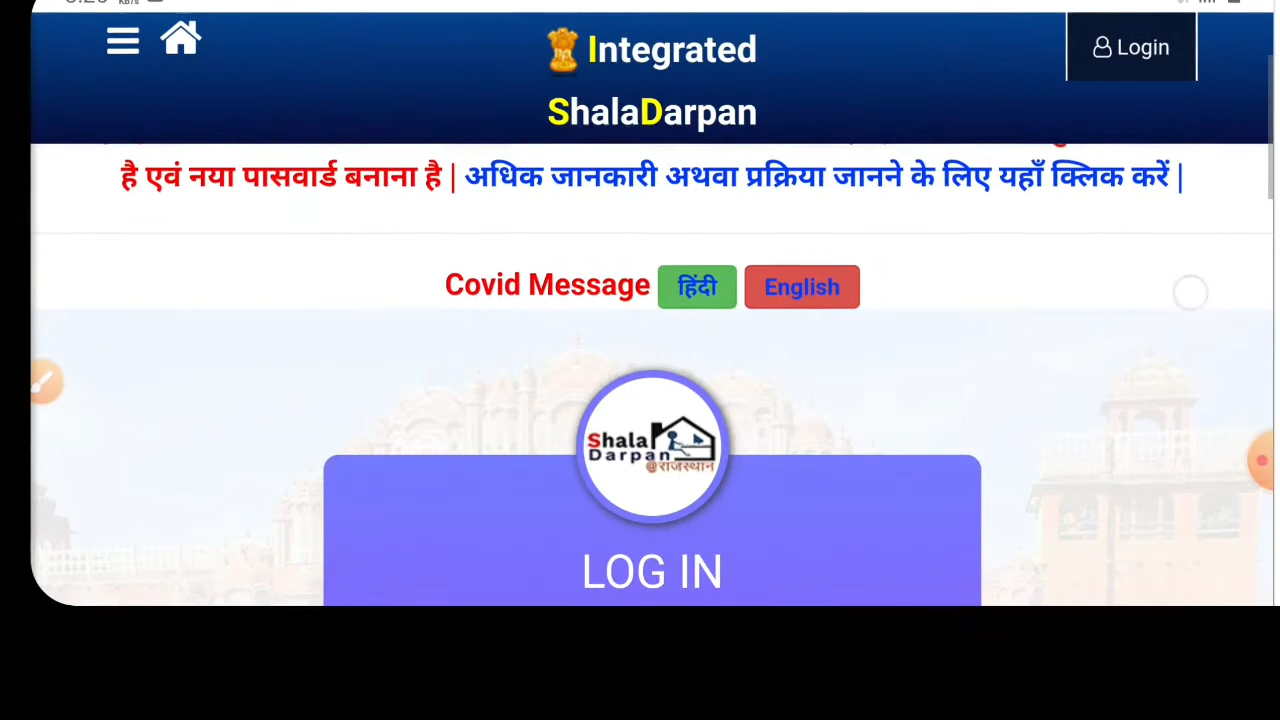 KB/s
Integrated
Login
ShalaDarpan
है एवं नया पासवार्ड बनाना है | अधिक जानकारी अथवा प्रक्रिया जानने के लिए यहाँ क्लिक करें |
Covid Message हिंदी English
Shala
Darpan
@राजस्थान
LOG IN